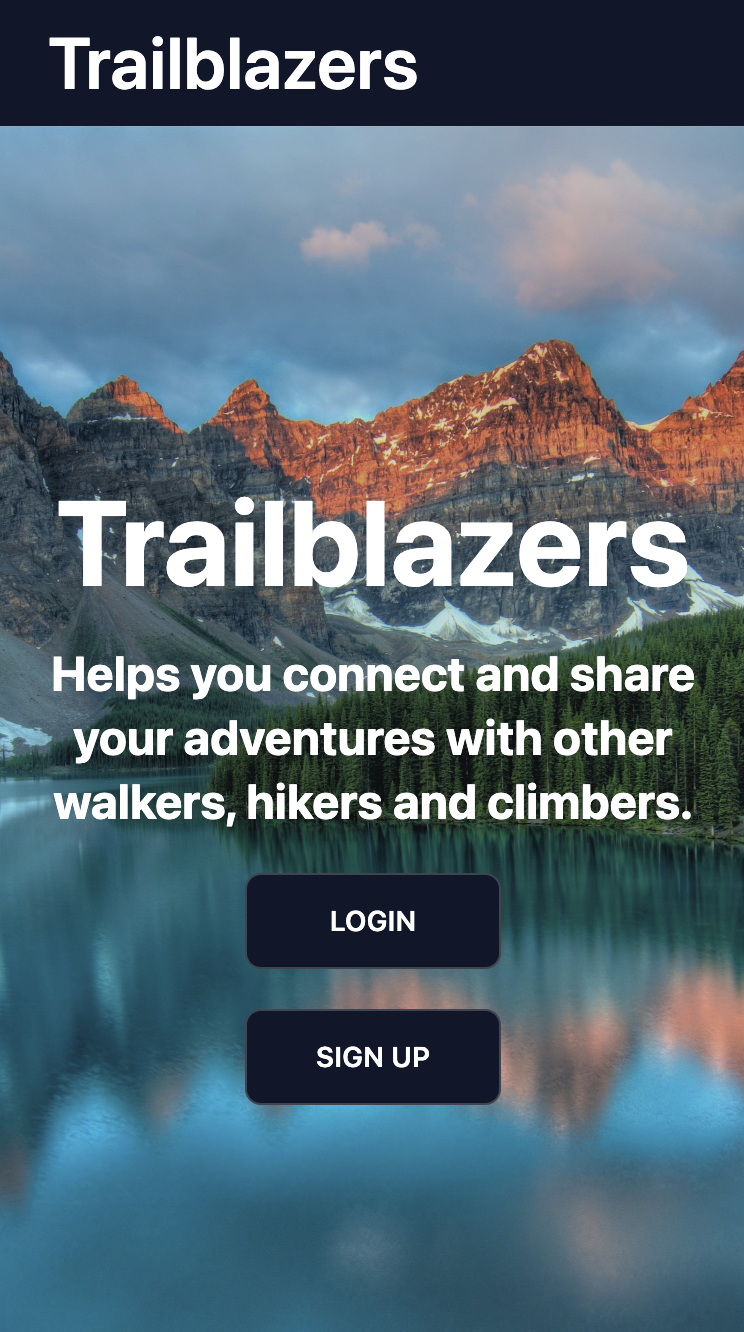 Trailblazers
Trailblazers
Helps you connect and share
your adventures with other
walkers, hikers and climbers.
LOGIN
SIGN UP